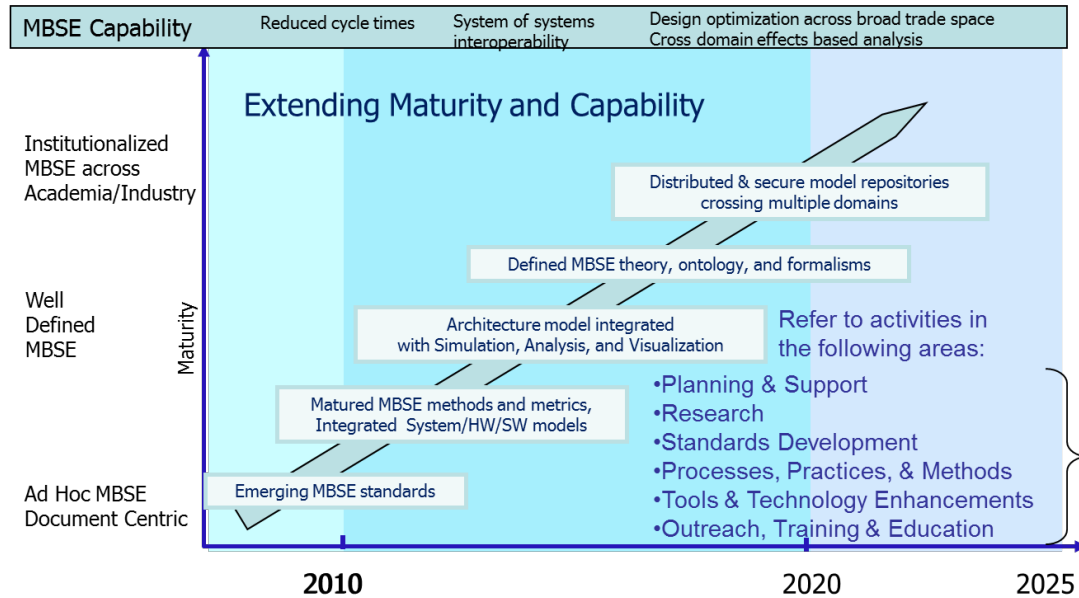 MBSE Capability
Reduced cycle times
System of systems
interoperability
Design optimization across broad trade space
Cross domain effects based analysis
Extending Maturity and Capability
Institutionalized
MBSE across
Academia/Industry
Well
Defined
MBSE
Ad Hoc MBSE
Document Centric
Maturity
Distributed & secure model repositories
crossing multiple domains
Defined MBSE theory, ontology, and formalisms
Architecture model integrated
with Simulation, Analysis, and Visualization
Matured MBSE methods and metrics,
Integrated System/HW/SW models
Emerging MBSE standards
Refer to activities in
the following areas:
•Planning & Support
•Research
•Standards Development
•Processes, Practices, & Methods
•Tools & Technology Enhancements
•Outreach, Training & Education
2010
2020
2025